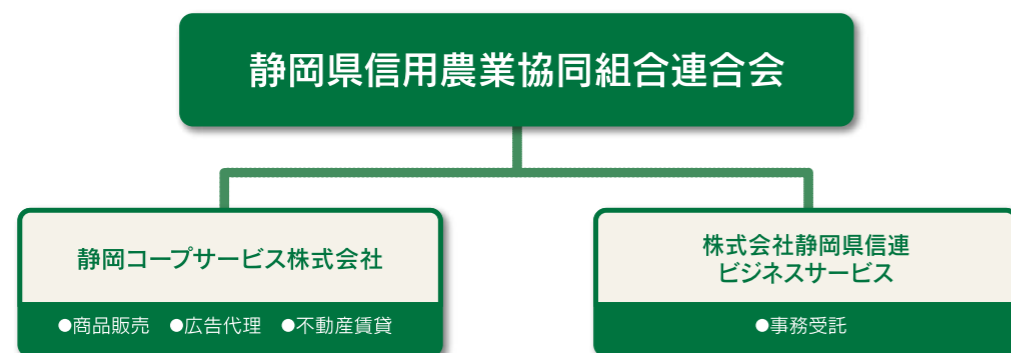 静岡県信用農業協同組合連合会
静岡コープサービス株式会社
●商品販売 ●広告代理 ●不動産賃貸
株式会社静岡県信連
ビジネスサービス
●事務受託